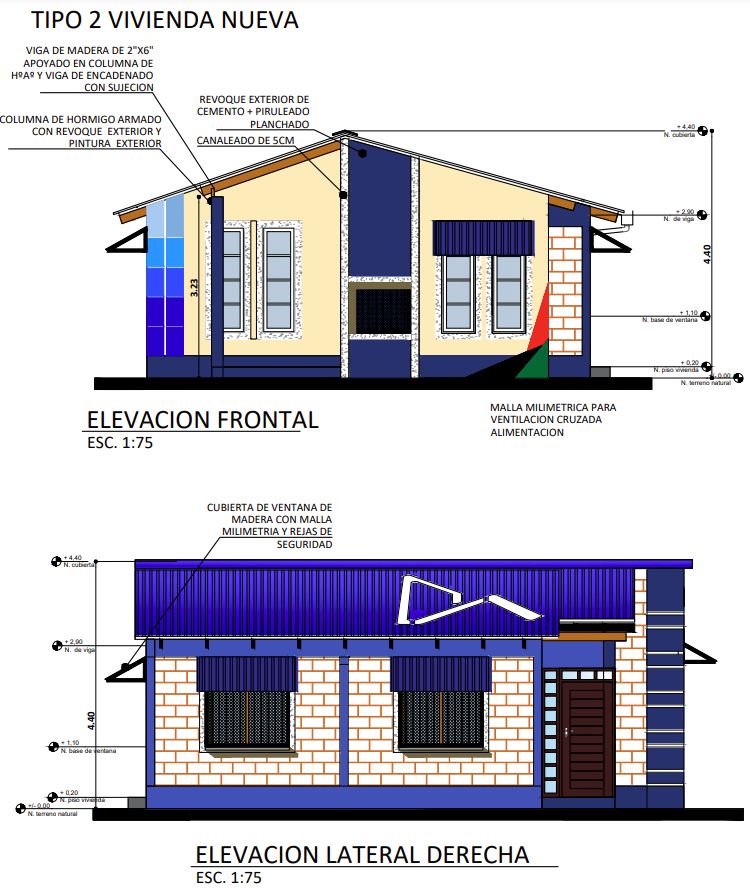 TIPO 2 VIVIENDA NUEVA
VIGA DE MADERA DE 2"X6"
APOYADO EN COLUMNA DE
HºAº Y VIGA DE ENCADENADO
CON SUJECION
COLUMNA DE HORMIGO ARMADO
CON REVOQUE EXTERIOR Y
PINTURA EXTERIOR
REVOQUE EXTERIOR DE
CEMENTO + PIRULEADO
PLANCHADO
CANALEADO DE 5CM
+ 4,40
N. cubierta
+ 2,90
N. de viga
4.40
3.23
+ 1,10
N. base de ventana
+ 0,20
N. piso vivienda
+/- 0.00
N. terreno natural
ELEVACION FRONTAL
ESC. 1:75
MALLA MILIMETRICA PARA
VENTILACION CRUZADA
ALIMENTACION
CUBIERTA DE VENTANA DE
MADERA CON MALLA
MILIMETRIA Y REJAS DE
SEGURIDAD
+ 4,40
N. cubierta
+ 2,90
N. de viga
4.40
+ 1,10
N. base de ventana
+ 0,20
N. piso vivienda
+/- 0.00
N. terreno natural
ELEVACION LATERAL DERECHA
ESC. 1:75